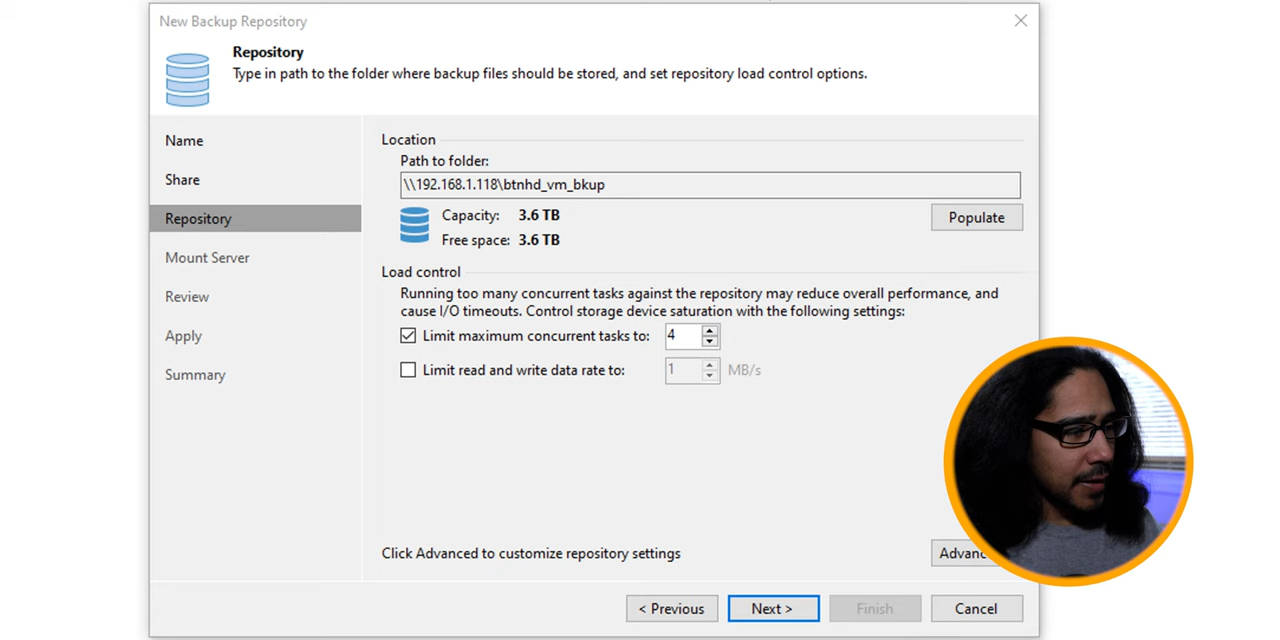 New Backup Repository
Repository
Type in path to the folder where backup files should be stored, and set repository load control options.
Name
Share
Repository
Mount Server
Review
Apply
Summary
Location
Path to folder:
\\192.168.1.118\btnhd_vm_bkup
Capacity: 3.6 TB
Free space: 3.6 TB
Populate
Load control
Running too many concurrent tasks against the repository may reduce overall performance, and
cause I/O timeouts. Control storage device saturation with the following settings:
Limit maximum concurrent tasks to: 4
Limit read and write data rate to: 1 MB/s
Click Advanced to customize repository settings
< Previous
Next >
Finish
Cancel